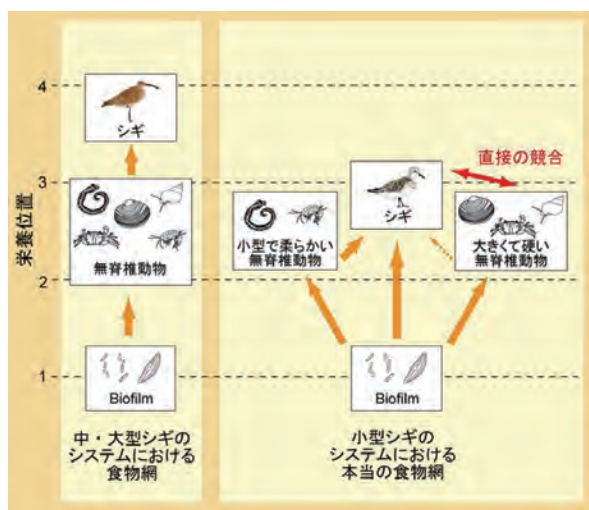 栄養位置
4
3
2
1
シギ
無脊椎動物
Biofilm
中・大型シギの
システムにおける
食物網
直接の競合
シギ
小型で柔らかい
無脊椎動物
大きくて硬い
無脊椎動物
Biofilm
小型シギの
システムにおける
本当の食物網